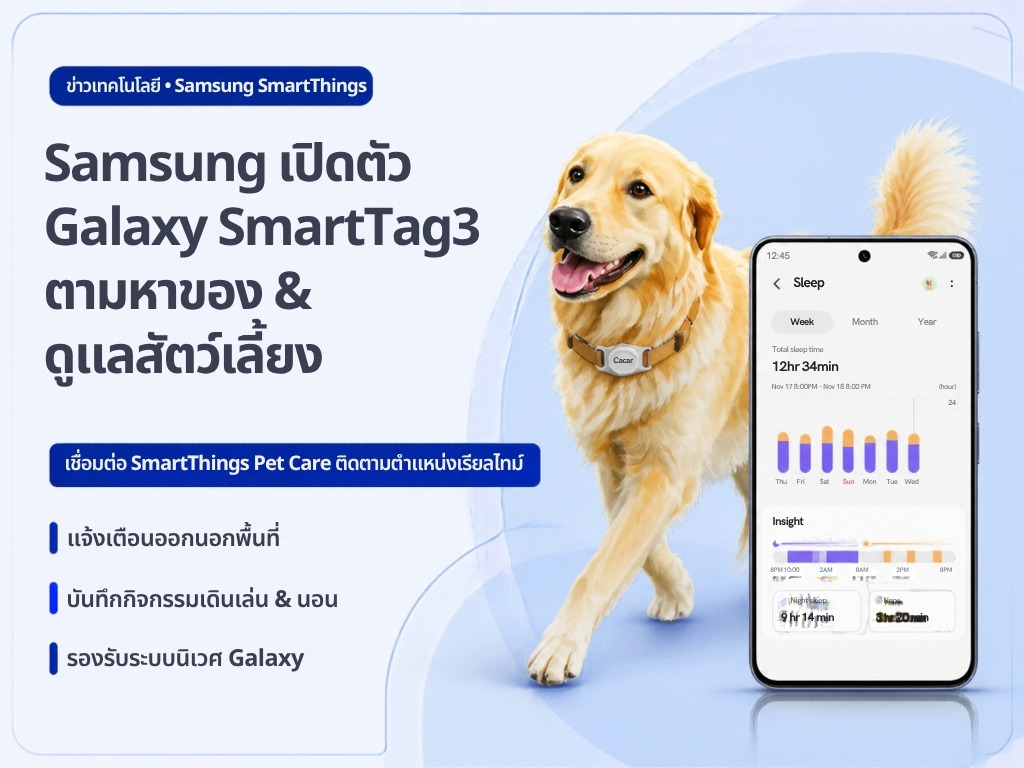 ข่าวเทคโนโลยี • Samsung SmartThings
Samsung เปิดตัว
Galaxy SmartTag3
ตามหาของ &
ดูแลสัตว์เลี้ยง
เชื่อมต่อ SmartThings Pet Care ติดตามตำแหน่งเรียลไทม์
แจ้งเตือนออกนอกพื้นที่
บันทึกกิจกรรมเดินเล่น & นอน
รองรับระบบนิเวศ Galaxy
Cacar
12:45
Sleep
Week Month Year
Total sleep time
12hr 34min
Nov 17 8:00PM - Nov 18 8:00 PM (hour)
24
Thu Fri Sat Sun Mon Tue Wed
Insight
8PM 10:00 2AM 8AM 2PM 8PM
Night sleep
9 hr 14 min